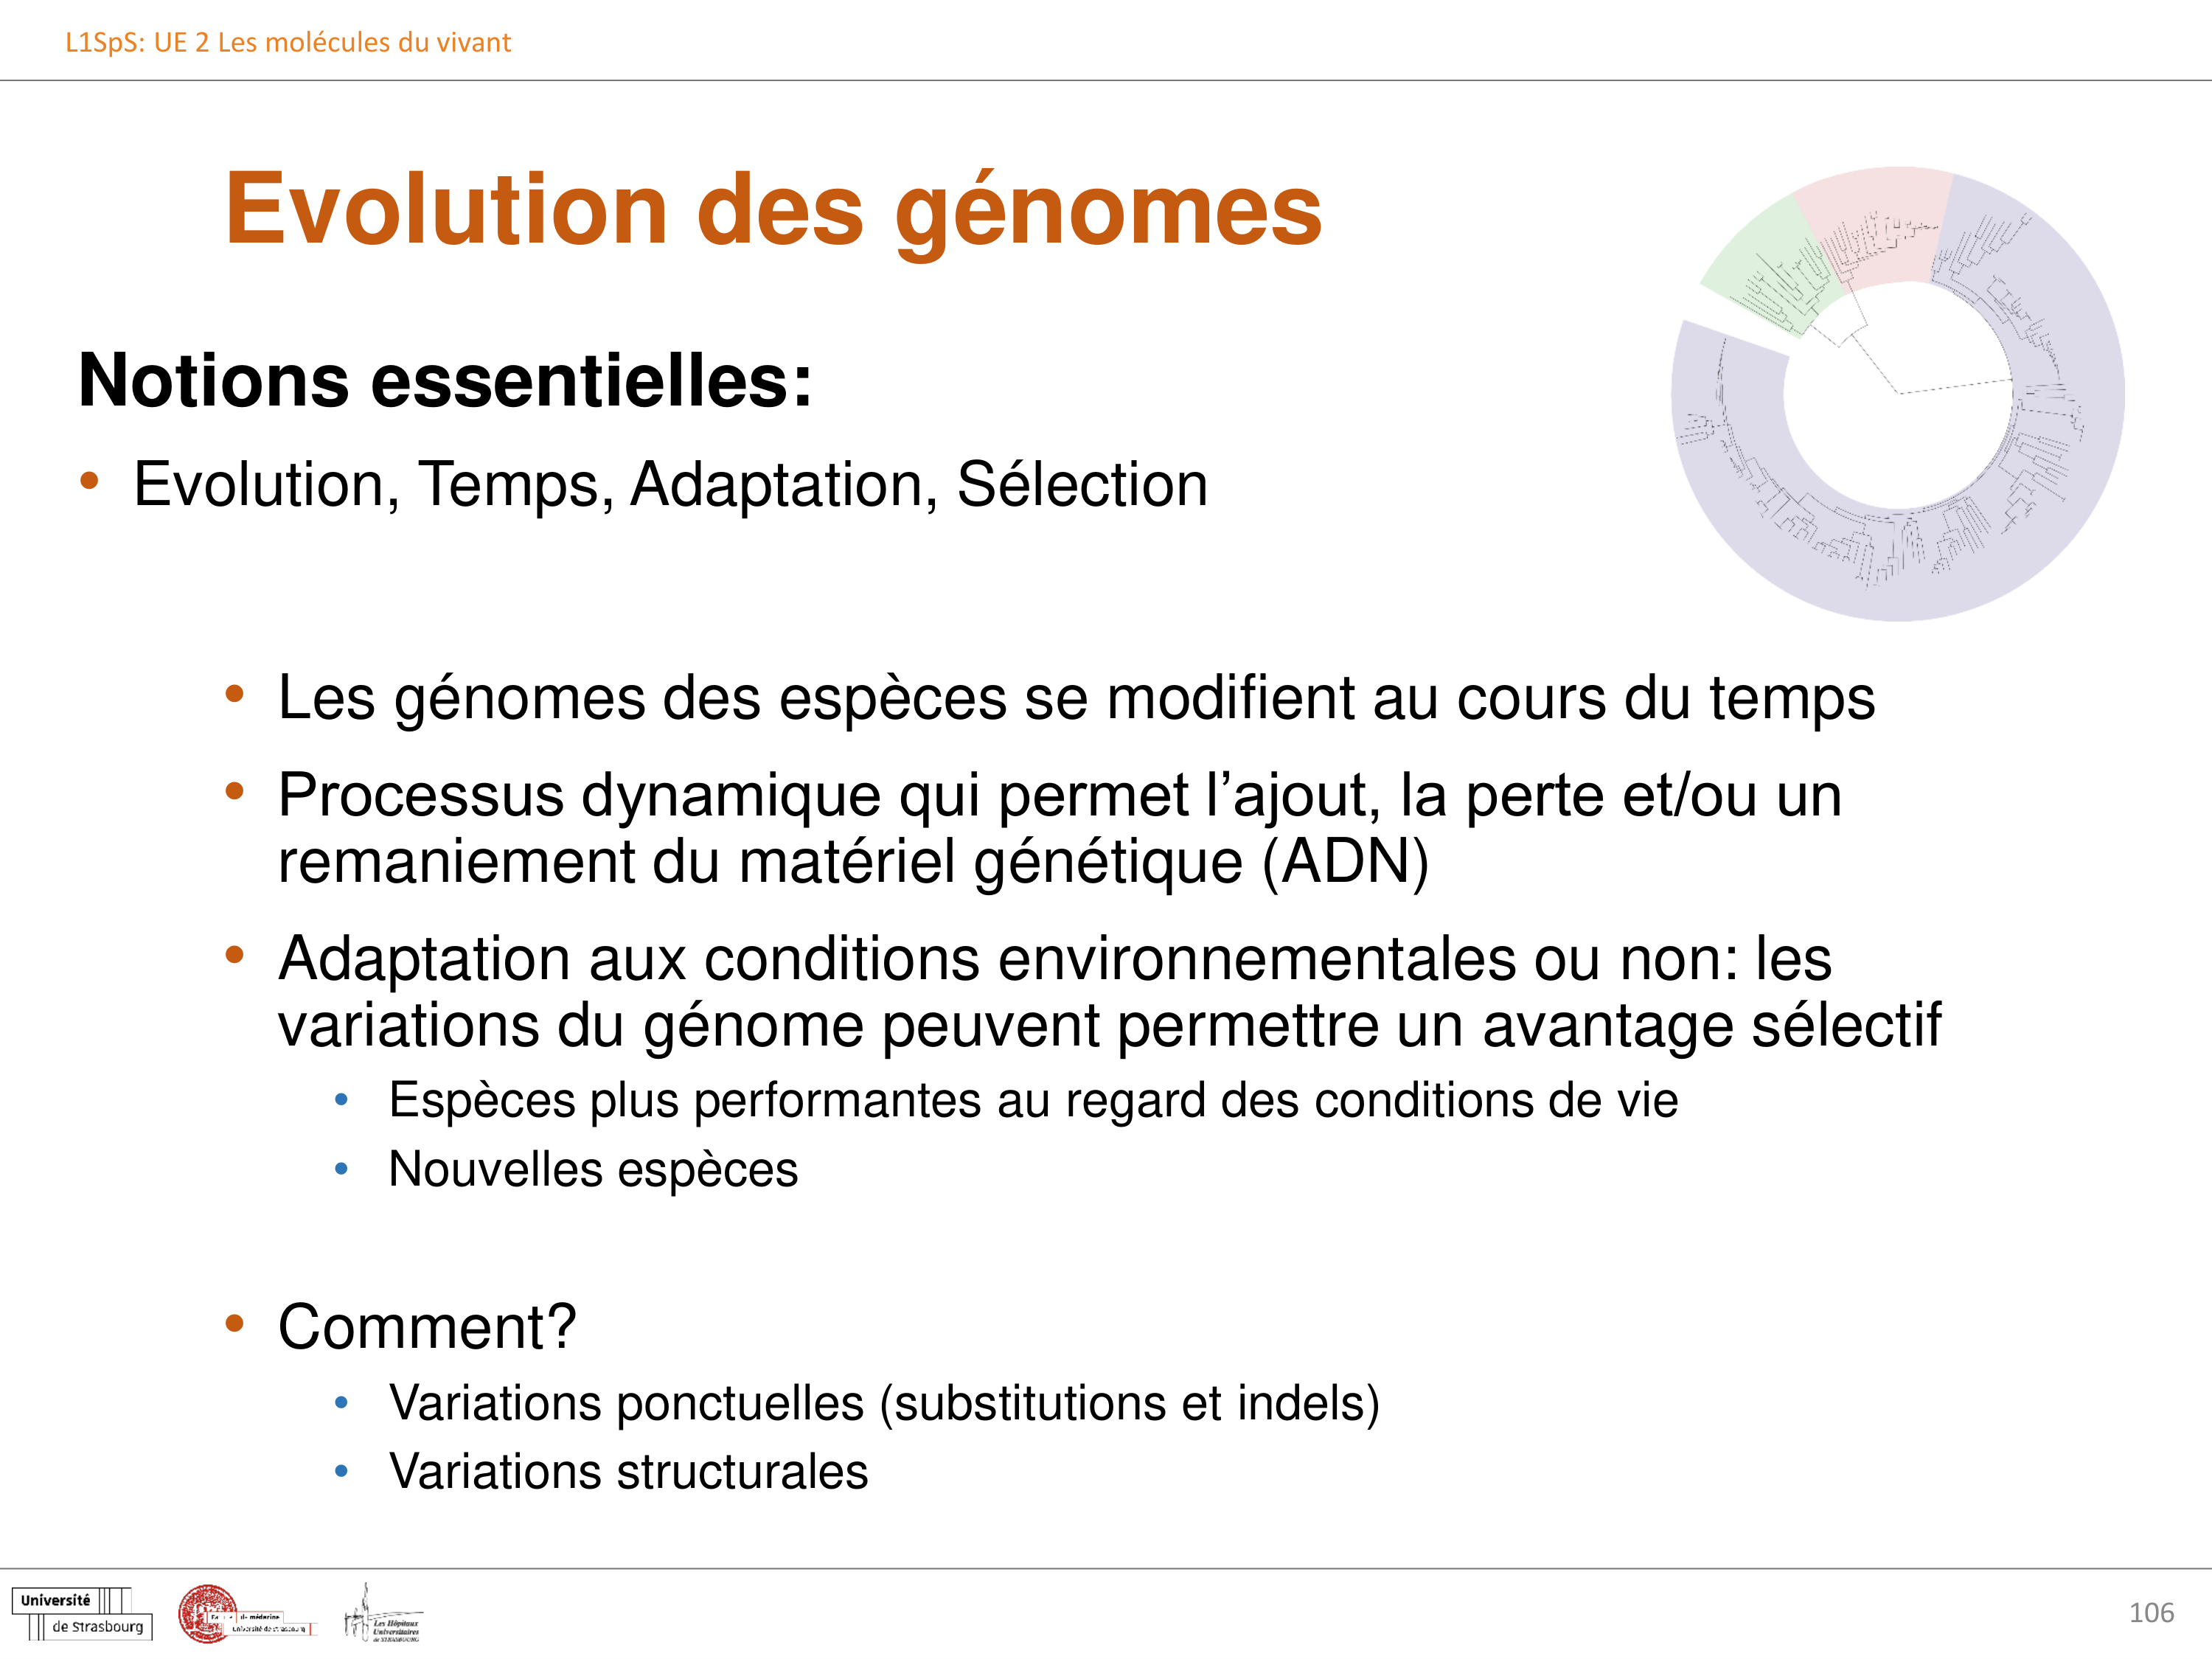 L1SpS: UE 2 Les molécules du vivant
Evolution des génomes
Notions essentielles:
• Evolution, Temps, Adaptation, Sélection
• Les génomes des espèces se modifient au cours du temps
• Processus dynamique qui permet l’ajout, la perte et/ou un
remaniement du matériel génétique (ADN)
• Adaptation aux conditions environnementales ou non: les
variations du génome peuvent permettre un avantage sélectif
• Espèces plus performantes au regard des conditions de vie
• Nouvelles espèces
• Comment?
• Variations ponctuelles (substitutions et indels)
• Variations structurales
Université
de Strasbourg
de médecine
Université de Strasbourg
Les Hôpitaux
Universitaires
de STRASBOURG
106